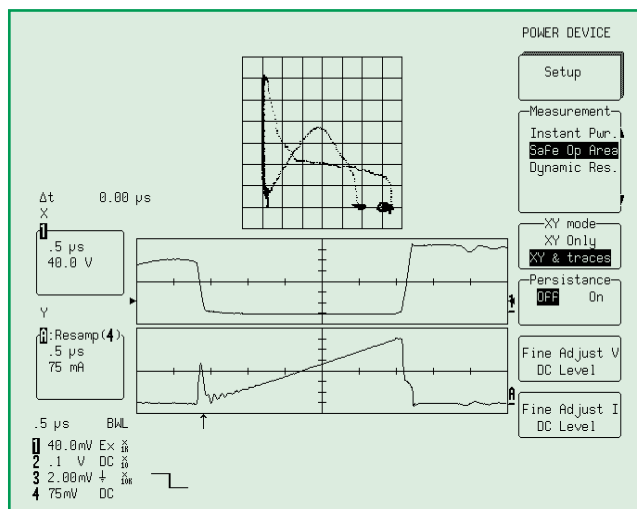 POWER DEVICE
Setup
Measurement
Instant Pwr.
Safe Op Area
Dynamic Res.
XY mode
XY Only
XY & traces
Persistance
OFF On
Fine Adjust V
DC Level
Fine Adjust I
DC Level
Δt 0.00 µs
X
1
.5 µs
40.0 V
Y
A:Resamp(4)
.5 µs
75 mA
1
A
.5 µs BWL
1 40.0mV Ex
2 .1 V DC X 10
3 2.00mV
4 75mV DC